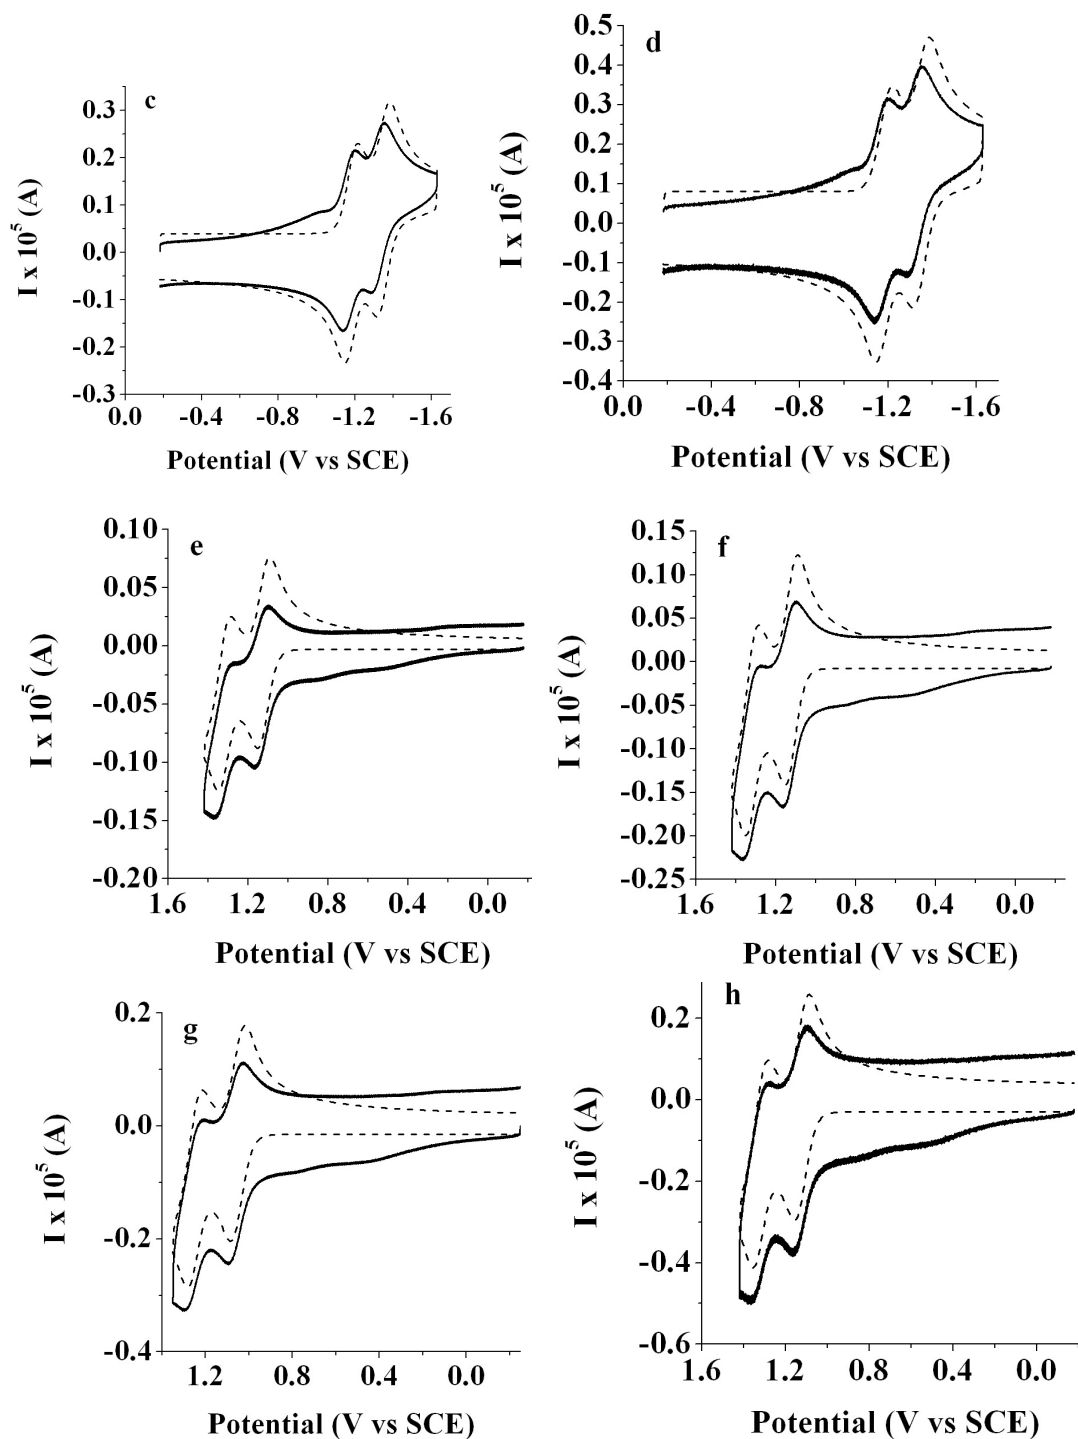 c
0.3
0.2
0.1
0.0
-0.1
-0.2
-0.3
0.0 -0.4 -0.8 -1.2 -1.6
I x 10⁵ (A)
Potential (V vs SCE)
d
0.5
0.4
0.3
0.2
0.1
0.0
-0.1
-0.2
-0.3
-0.4
0.0 -0.4 -0.8 -1.2 -1.6
I x 10⁵ (A)
Potential (V vs SCE)
e
0.10
0.05
0.00
-0.05
-0.10
-0.15
-0.20
1.6 1.2 0.8 0.4 0.0
I x 10⁵ (A)
Potential (V vs SCE)
f
0.15
0.10
0.05
0.00
-0.05
-0.10
-0.15
-0.20
-0.25
1.6 1.2 0.8 0.4 0.0
I x 10⁵ (A)
Potential (V vs SCE)
g
0.2
0.0
-0.2
-0.4
1.2 0.8 0.4 0.0
I x 10⁵ (A)
Potential (V vs SCE)
h
0.2
0.0
-0.2
-0.4
-0.6
1.6 1.2 0.8 0.4 0.0
I x 10⁵ (A)
Potential (V vs SCE)